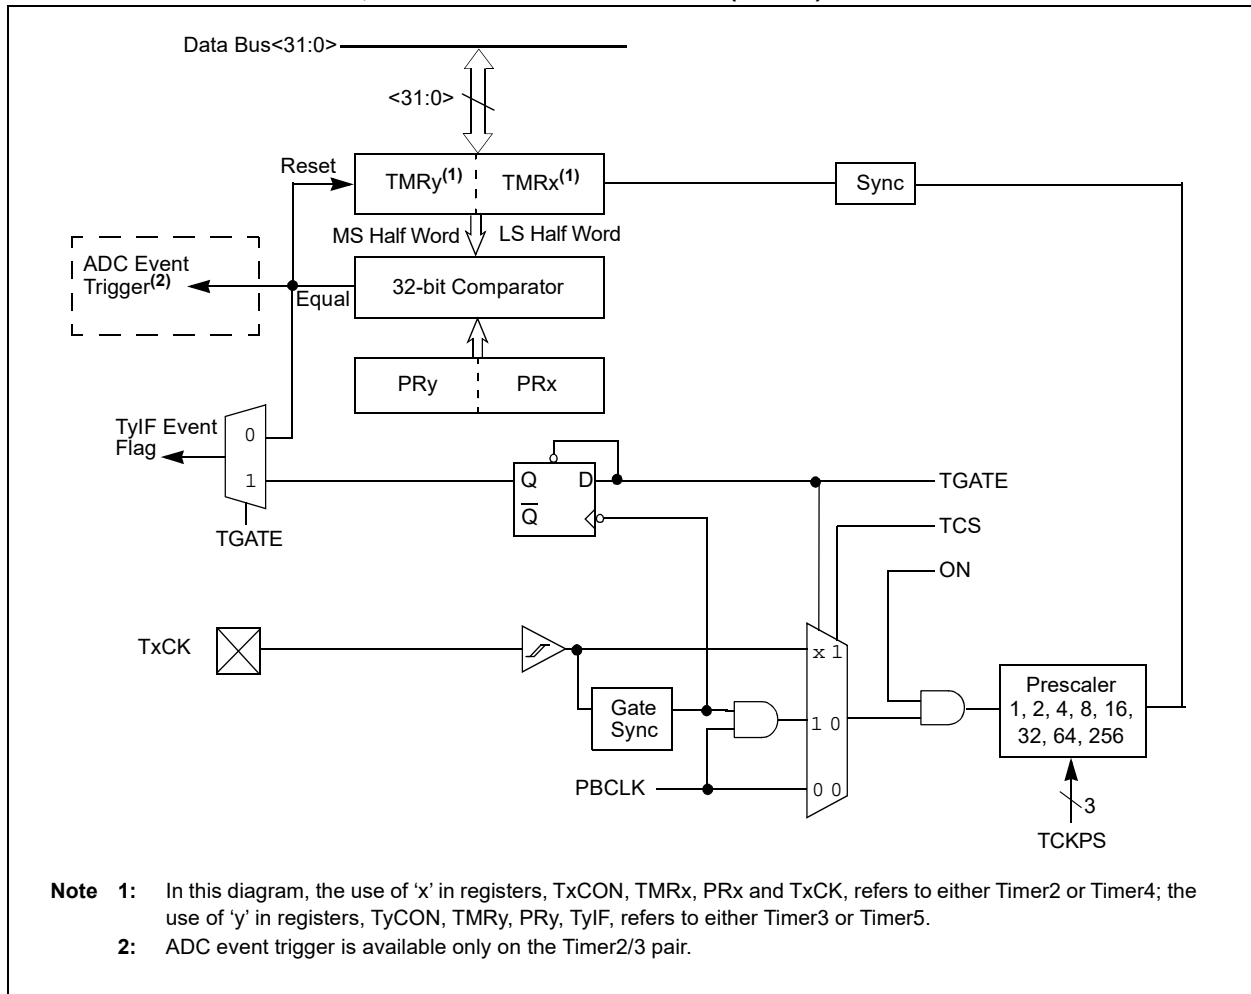 Data Bus<31:0>
<31:0>
Reset
TMRy(1)
TMRx(1)
Sync
MS Half Word
LS Half Word
ADC Event
Trigger(2)
Equal
32-bit Comparator
PRy
PRx
TyIF Event
Flag
0
1
TGATE
Q
D
Q
TGATE
TCS
ON
TxCK
x 1
Gate
Sync
1 0
Prescaler
1, 2, 4, 8, 16,
32, 64, 256
PBCLK
0 0
3
TCKPS
Note 1: In this diagram, the use of ‘x’ in registers, TxCON, TMRx, PRx and TxCK, refers to either Timer2 or Timer4; the
use of ‘y’ in registers, TyCON, TMRy, PRy, TyIF, refers to either Timer3 or Timer5.
2: ADC event trigger is available only on the Timer2/3 pair.